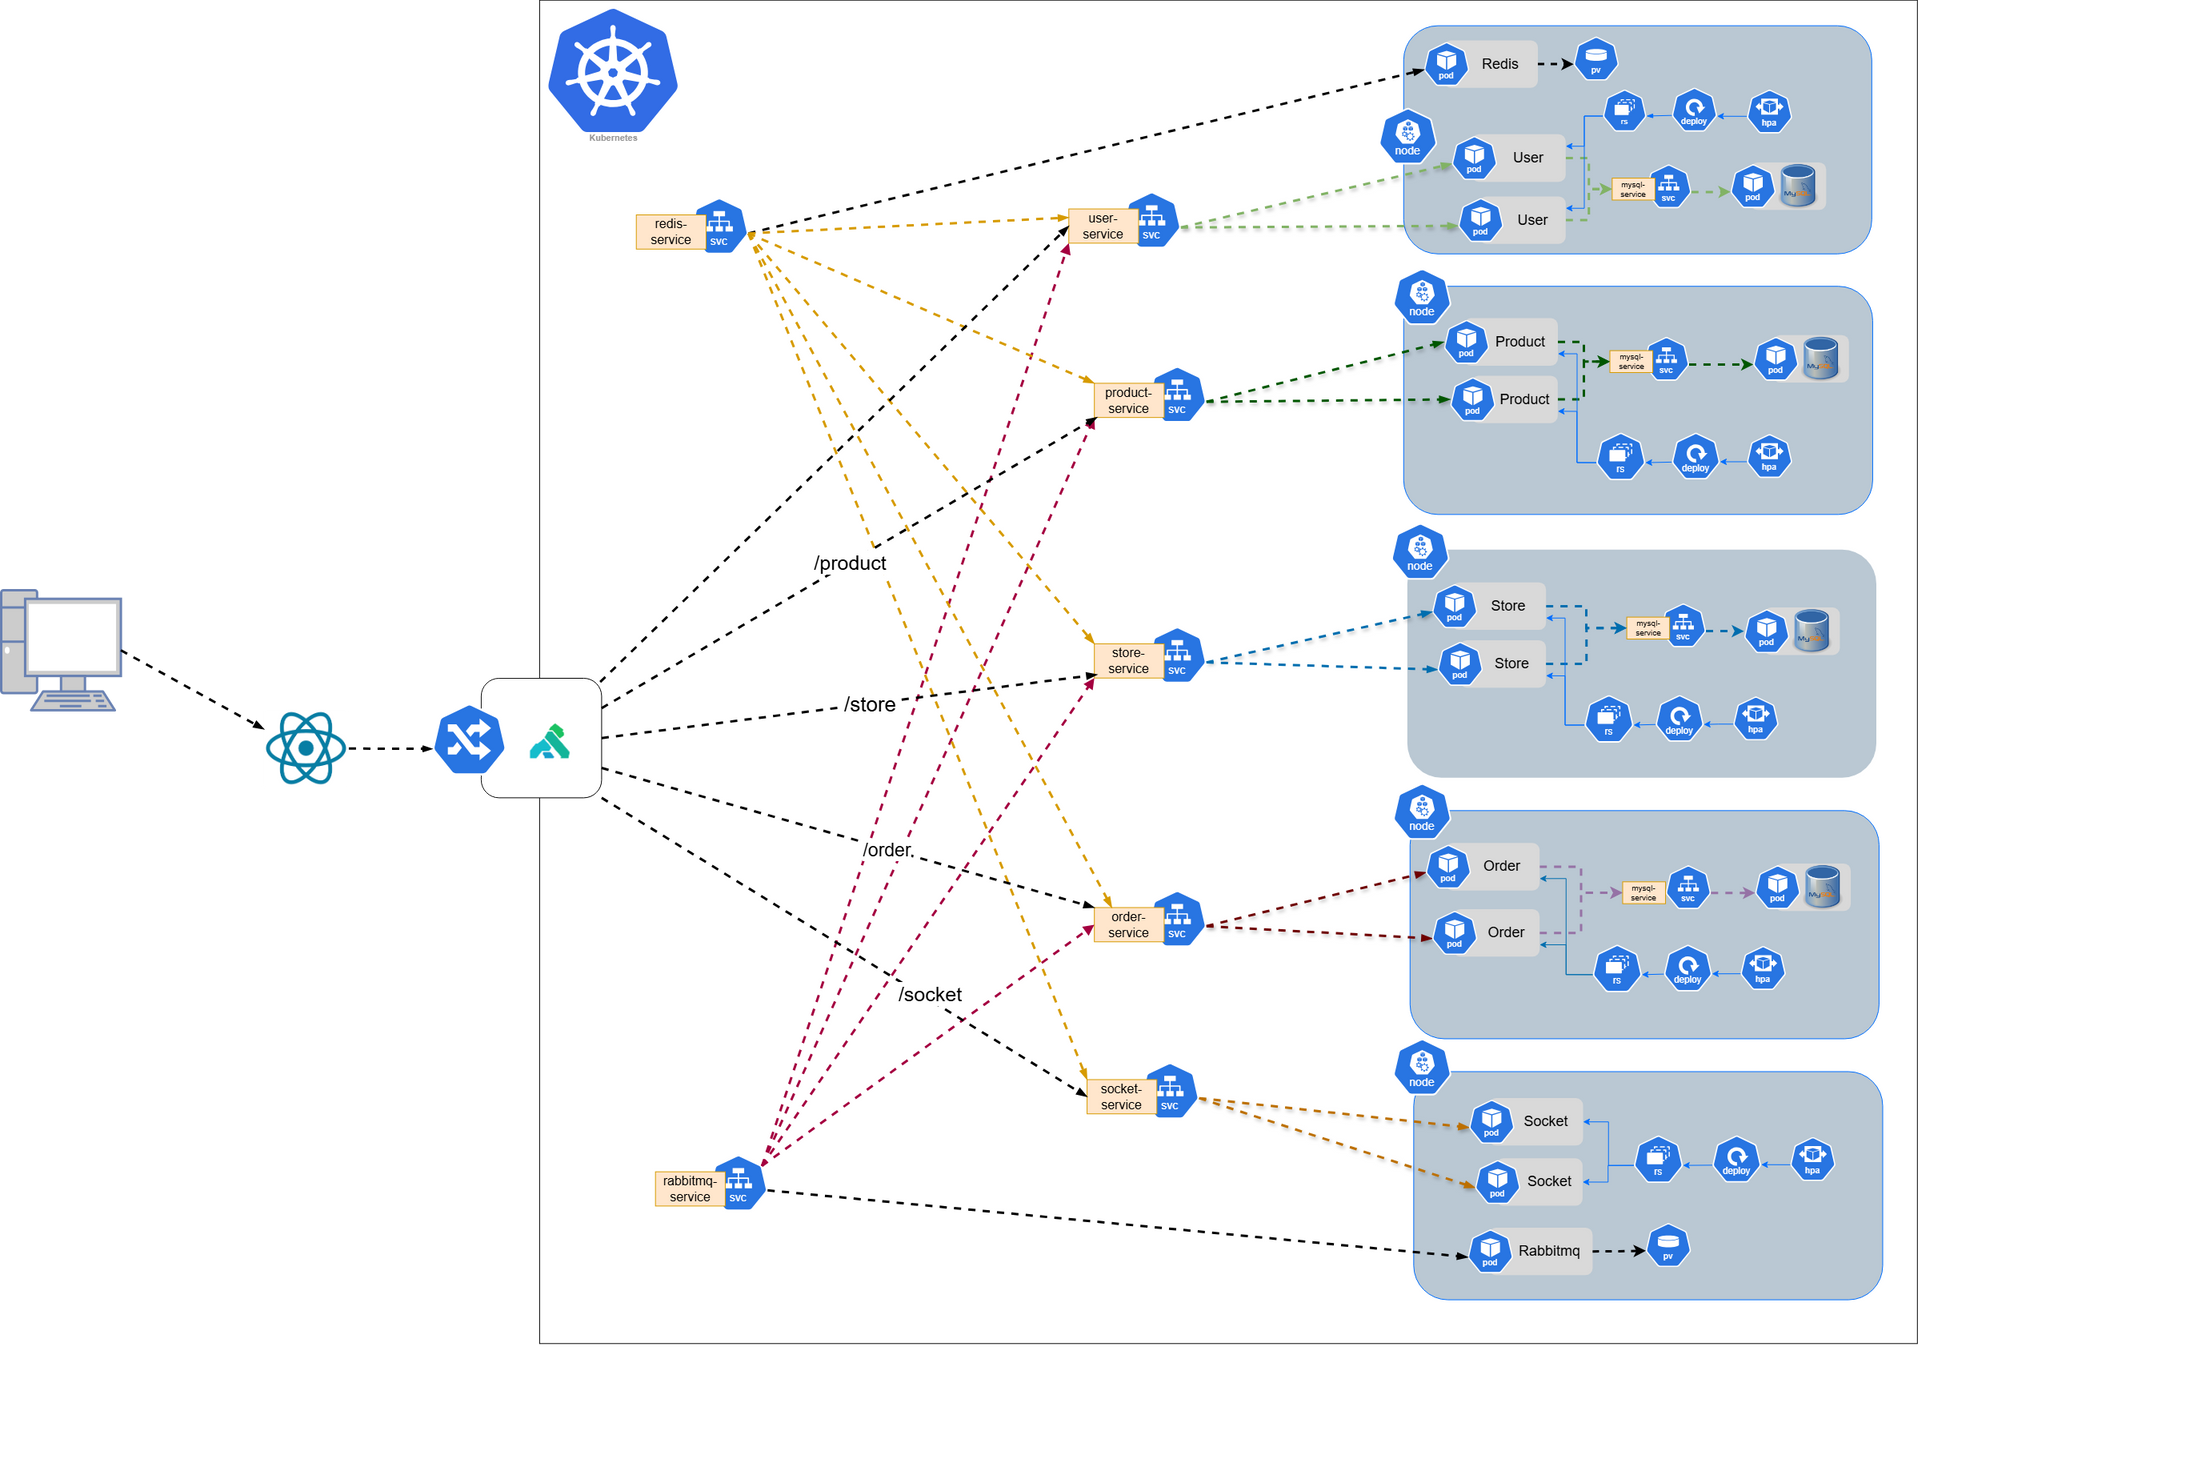 Kubernetes
redis-
service
svc
user-
service
svc
product-
service
svc
/product
store-
service
svc
/store
/order
order-
service
svc
/socket
socket-
service
svc
rabbitmq-
service
svc
pod
Redis
pv
node
rs
deploy
hpa
pod
User
mysql-
service
svc
pod
My
pod
User
node
pod
Product
mysql-
service
svc
pod
My
pod
Product
rs
deploy
hpa
node
pod
Store
mysql-
service
svc
pod
My
pod
Store
rs
deploy
hpa
node
pod
Order
mysql-
service
svc
pod
My
pod
Order
rs
deploy
hpa
node
pod
Socket
rs
deploy
hpa
pod
Socket
pod
Rabbitmq
pv